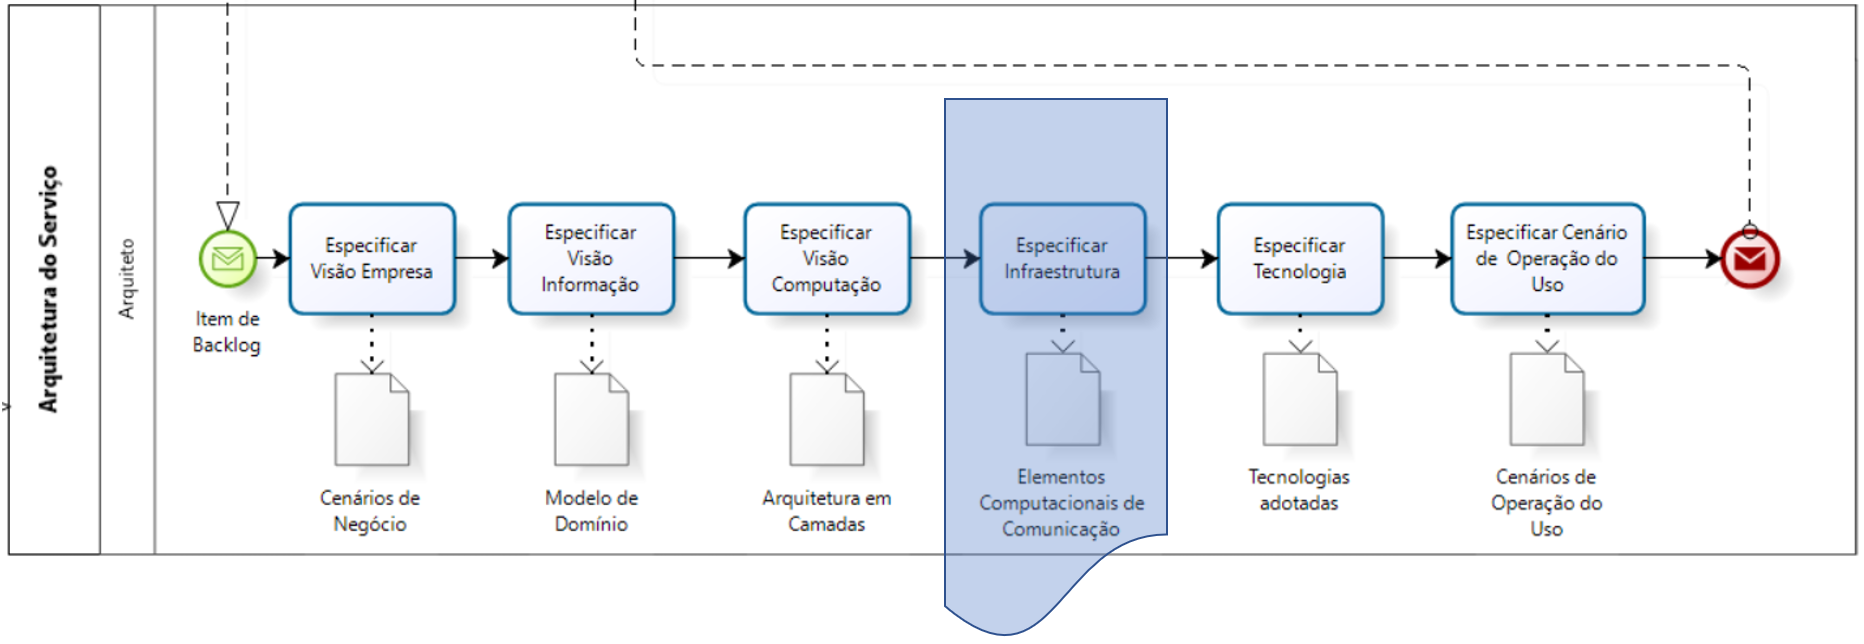 Arquitetura do Serviço
Arquiteto
Item de
Backlog
Especificar
Visão Empresa
Especificar
Visão
Informação
Especificar
Visão
Computação
Especificar
Infraestrutura
Especificar
Tecnologia
Especificar Cenário
de Operação do
Uso
Cenários de
Negócio
Modelo de
Domínio
Arquitetura em
Camadas
Elementos
Computacionais de
Comunicação
Tecnologias
adotadas
Cenários de
Operação do
Uso